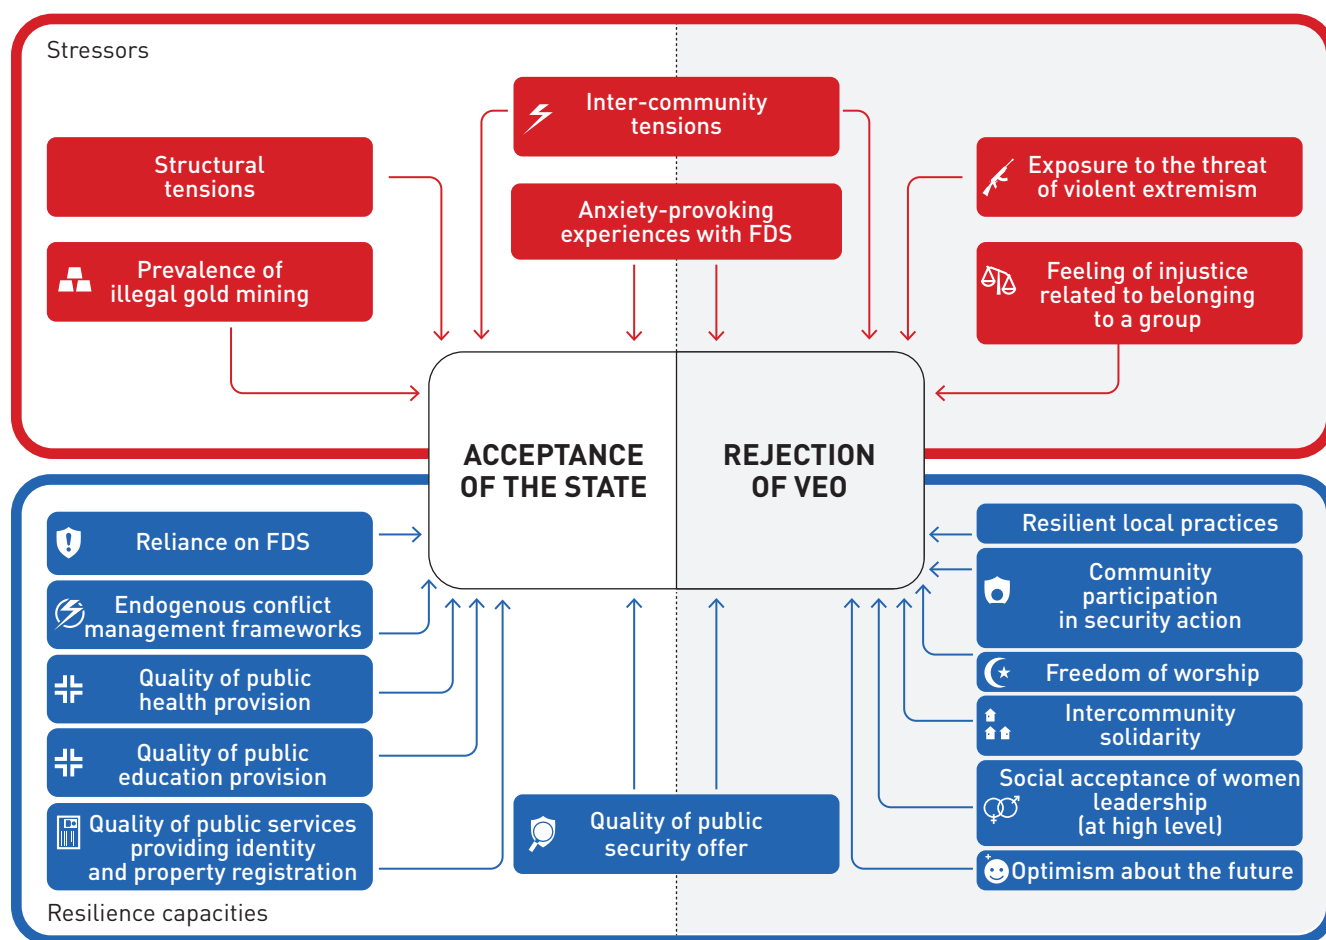 Stressors
Inter-community
tensions
Structural
tensions
Exposure to the threat
of violent extremism
Anxiety-provoking
experiences with FDS
Prevalence of
illegal gold mining
Feeling of injustice
related to belonging
to a group
ACCEPTANCE
OF THE STATE
REJECTION
OF VEO
Reliance on FDS
Endogenous conflict
management frameworks
Quality of public
health provision
Quality of public
education provision
Quality of public services
providing identity
and property registration
Quality of public
security offer
Resilient local practices
Community
participation
in security action
Freedom of worship
Intercommunity
solidarity
Social acceptance of women
leadership
(at high level)
Optimism about the future
Resilience capacities